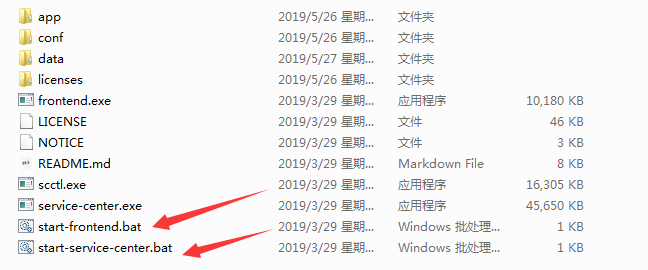 app 2019/5/26 星期... 文件夹
conf 2019/5/26 星期... 文件夹
data 2019/5/27 星期... 文件夹
licenses 2019/5/26 星期... 文件夹
frontend.exe 2019/3/29 星期... 应用程序 10,180 KB
LICENSE 2019/3/29 星期... 文件 46 KB
NOTICE 2019/3/29 星期... 文件 3 KB
README.md 2019/3/29 星期... Markdown File 8 KB
scctl.exe 2019/3/29 星期... 应用程序 16,305 KB
service-center.exe 2019/3/29 星期... 应用程序 45,650 KB
start-frontend.bat 2019/3/29 星期... Windows 批处理... 1 KB
start-service-center.bat 2019/3/29 星期... Windows 批处理... 1 KB